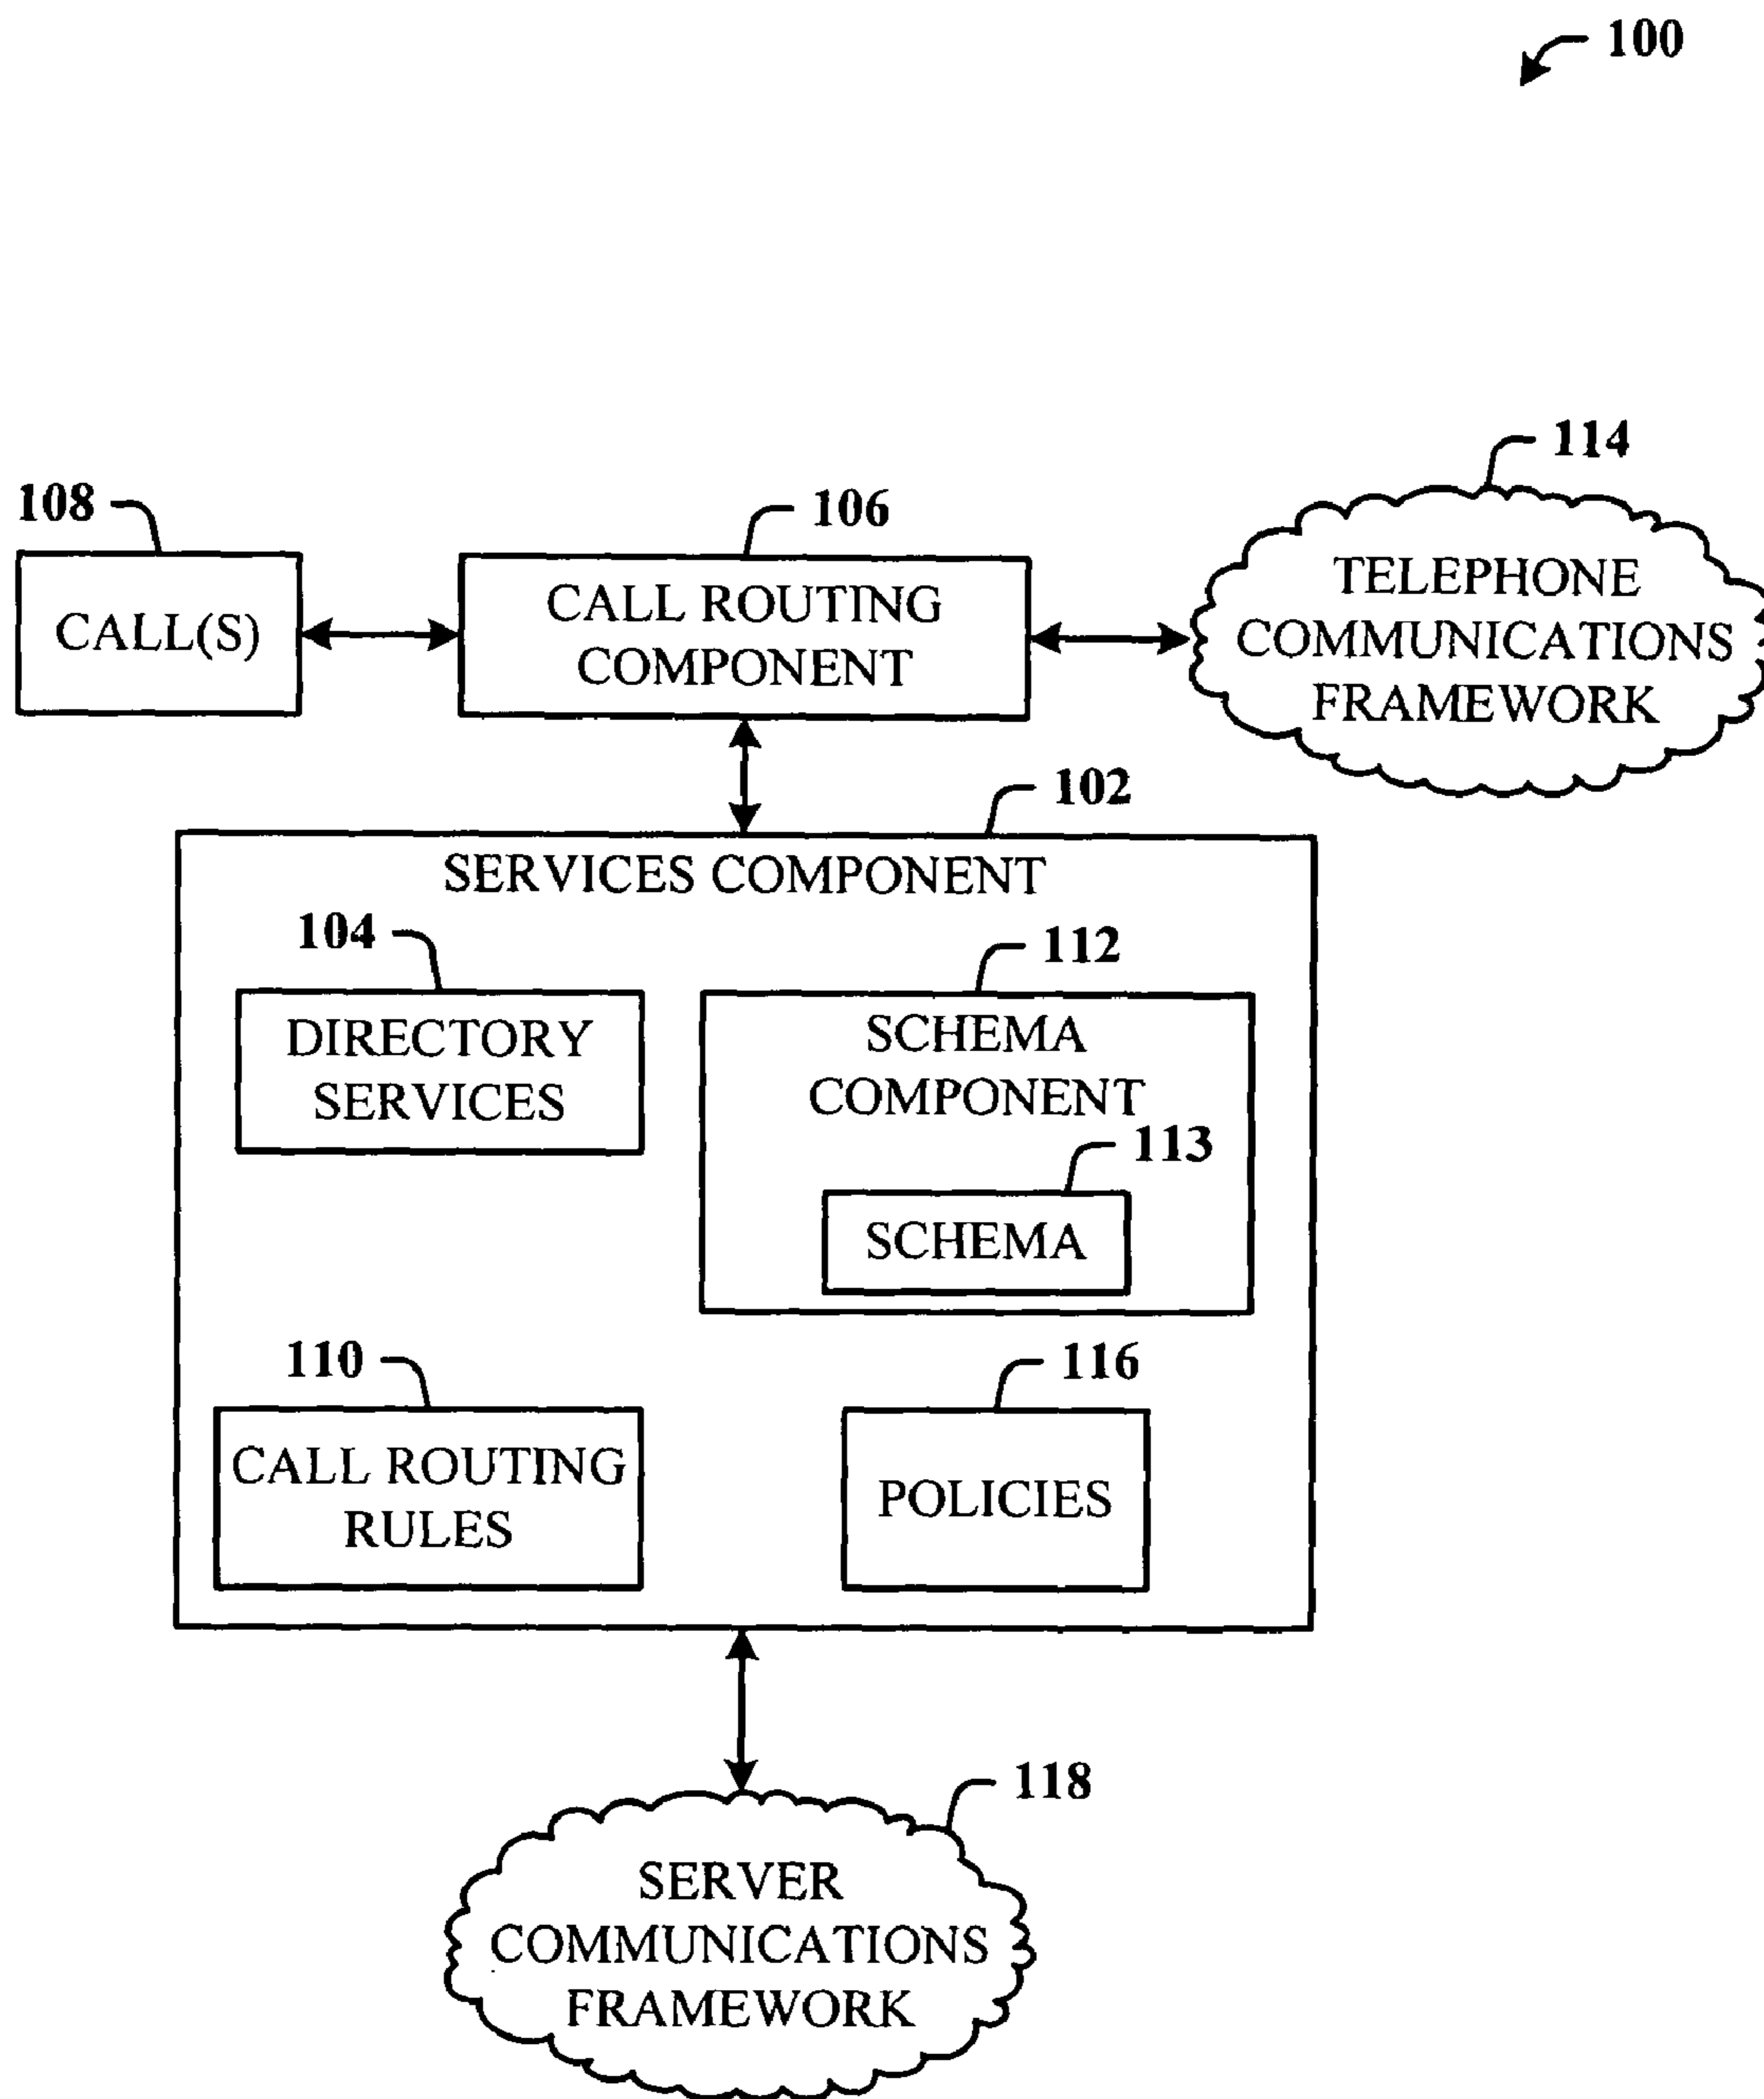 100
114
108
106
TELEPHONE
COMMUNICATIONS
FRAMEWORK
CALL(S)
CALL ROUTING
COMPONENT
102
SERVICES COMPONENT
104
112
DIRECTORY
SERVICES
SCHEMA
COMPONENT
113
SCHEMA
110
116
CALL ROUTING
RULES
POLICIES
118
SERVER
COMMUNICATIONS
FRAMEWORK